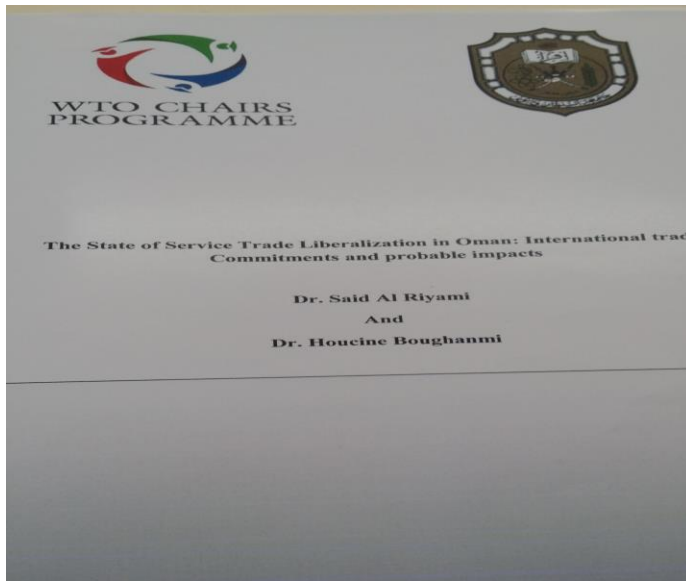 WTO CHAIRS
PROGRAMME
The State of Service Trade Liberalization in Oman: International trad
Commitments and probable impacts
Dr. Said Al Riyami
And
Dr. Houcine Boughanmi